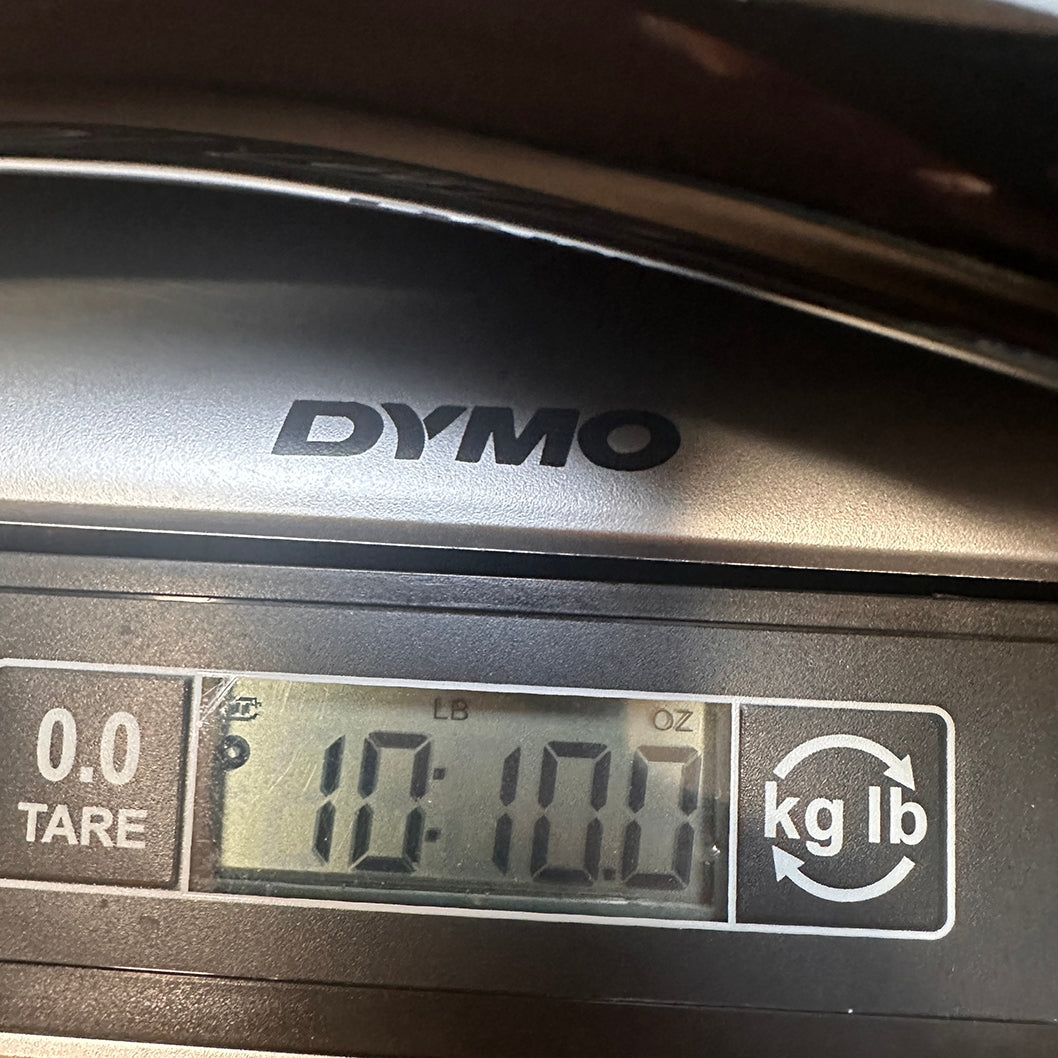 DYMO
0.0
TARE
LB OZ
10:10.0
kg lb